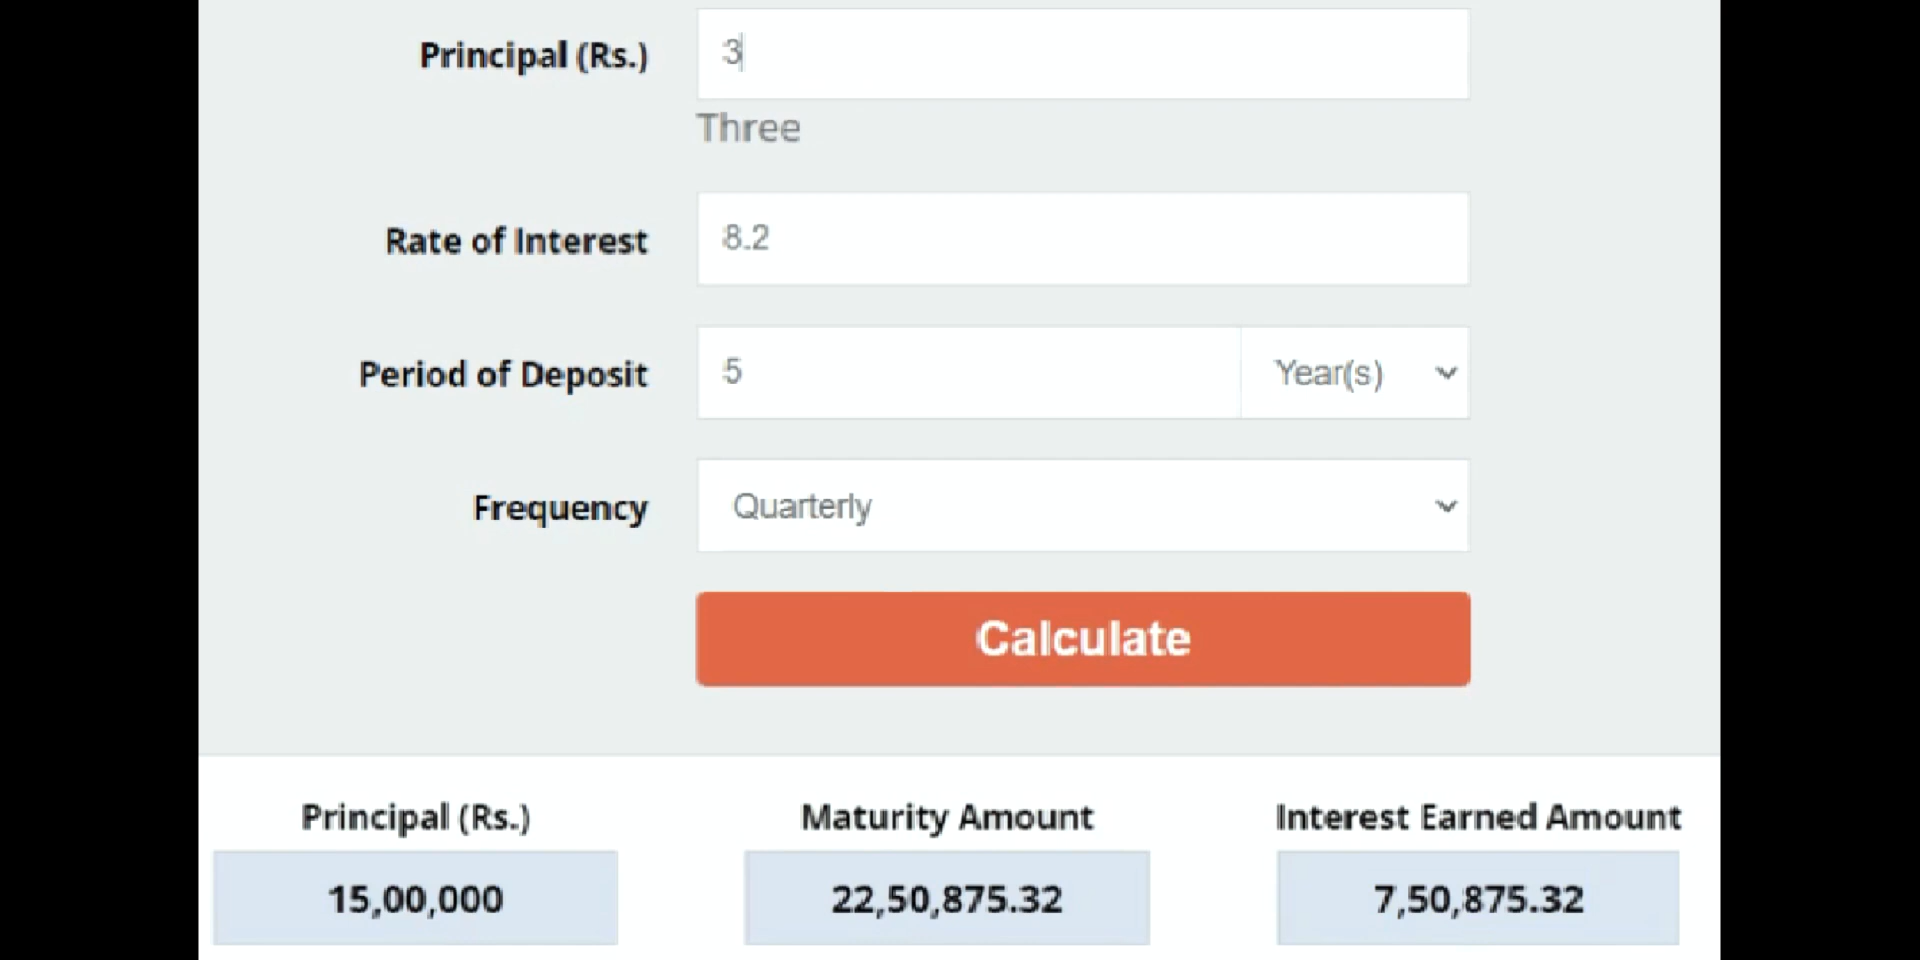 Principal (Rs.) 3
Three
Rate of Interest 8.2
Period of Deposit 5 Year(s)
Frequency Quarterly
Calculate
Principal (Rs.) Maturity Amount Interest Earned Amount
15,00,000 22,50,875.32 7,50,875.32